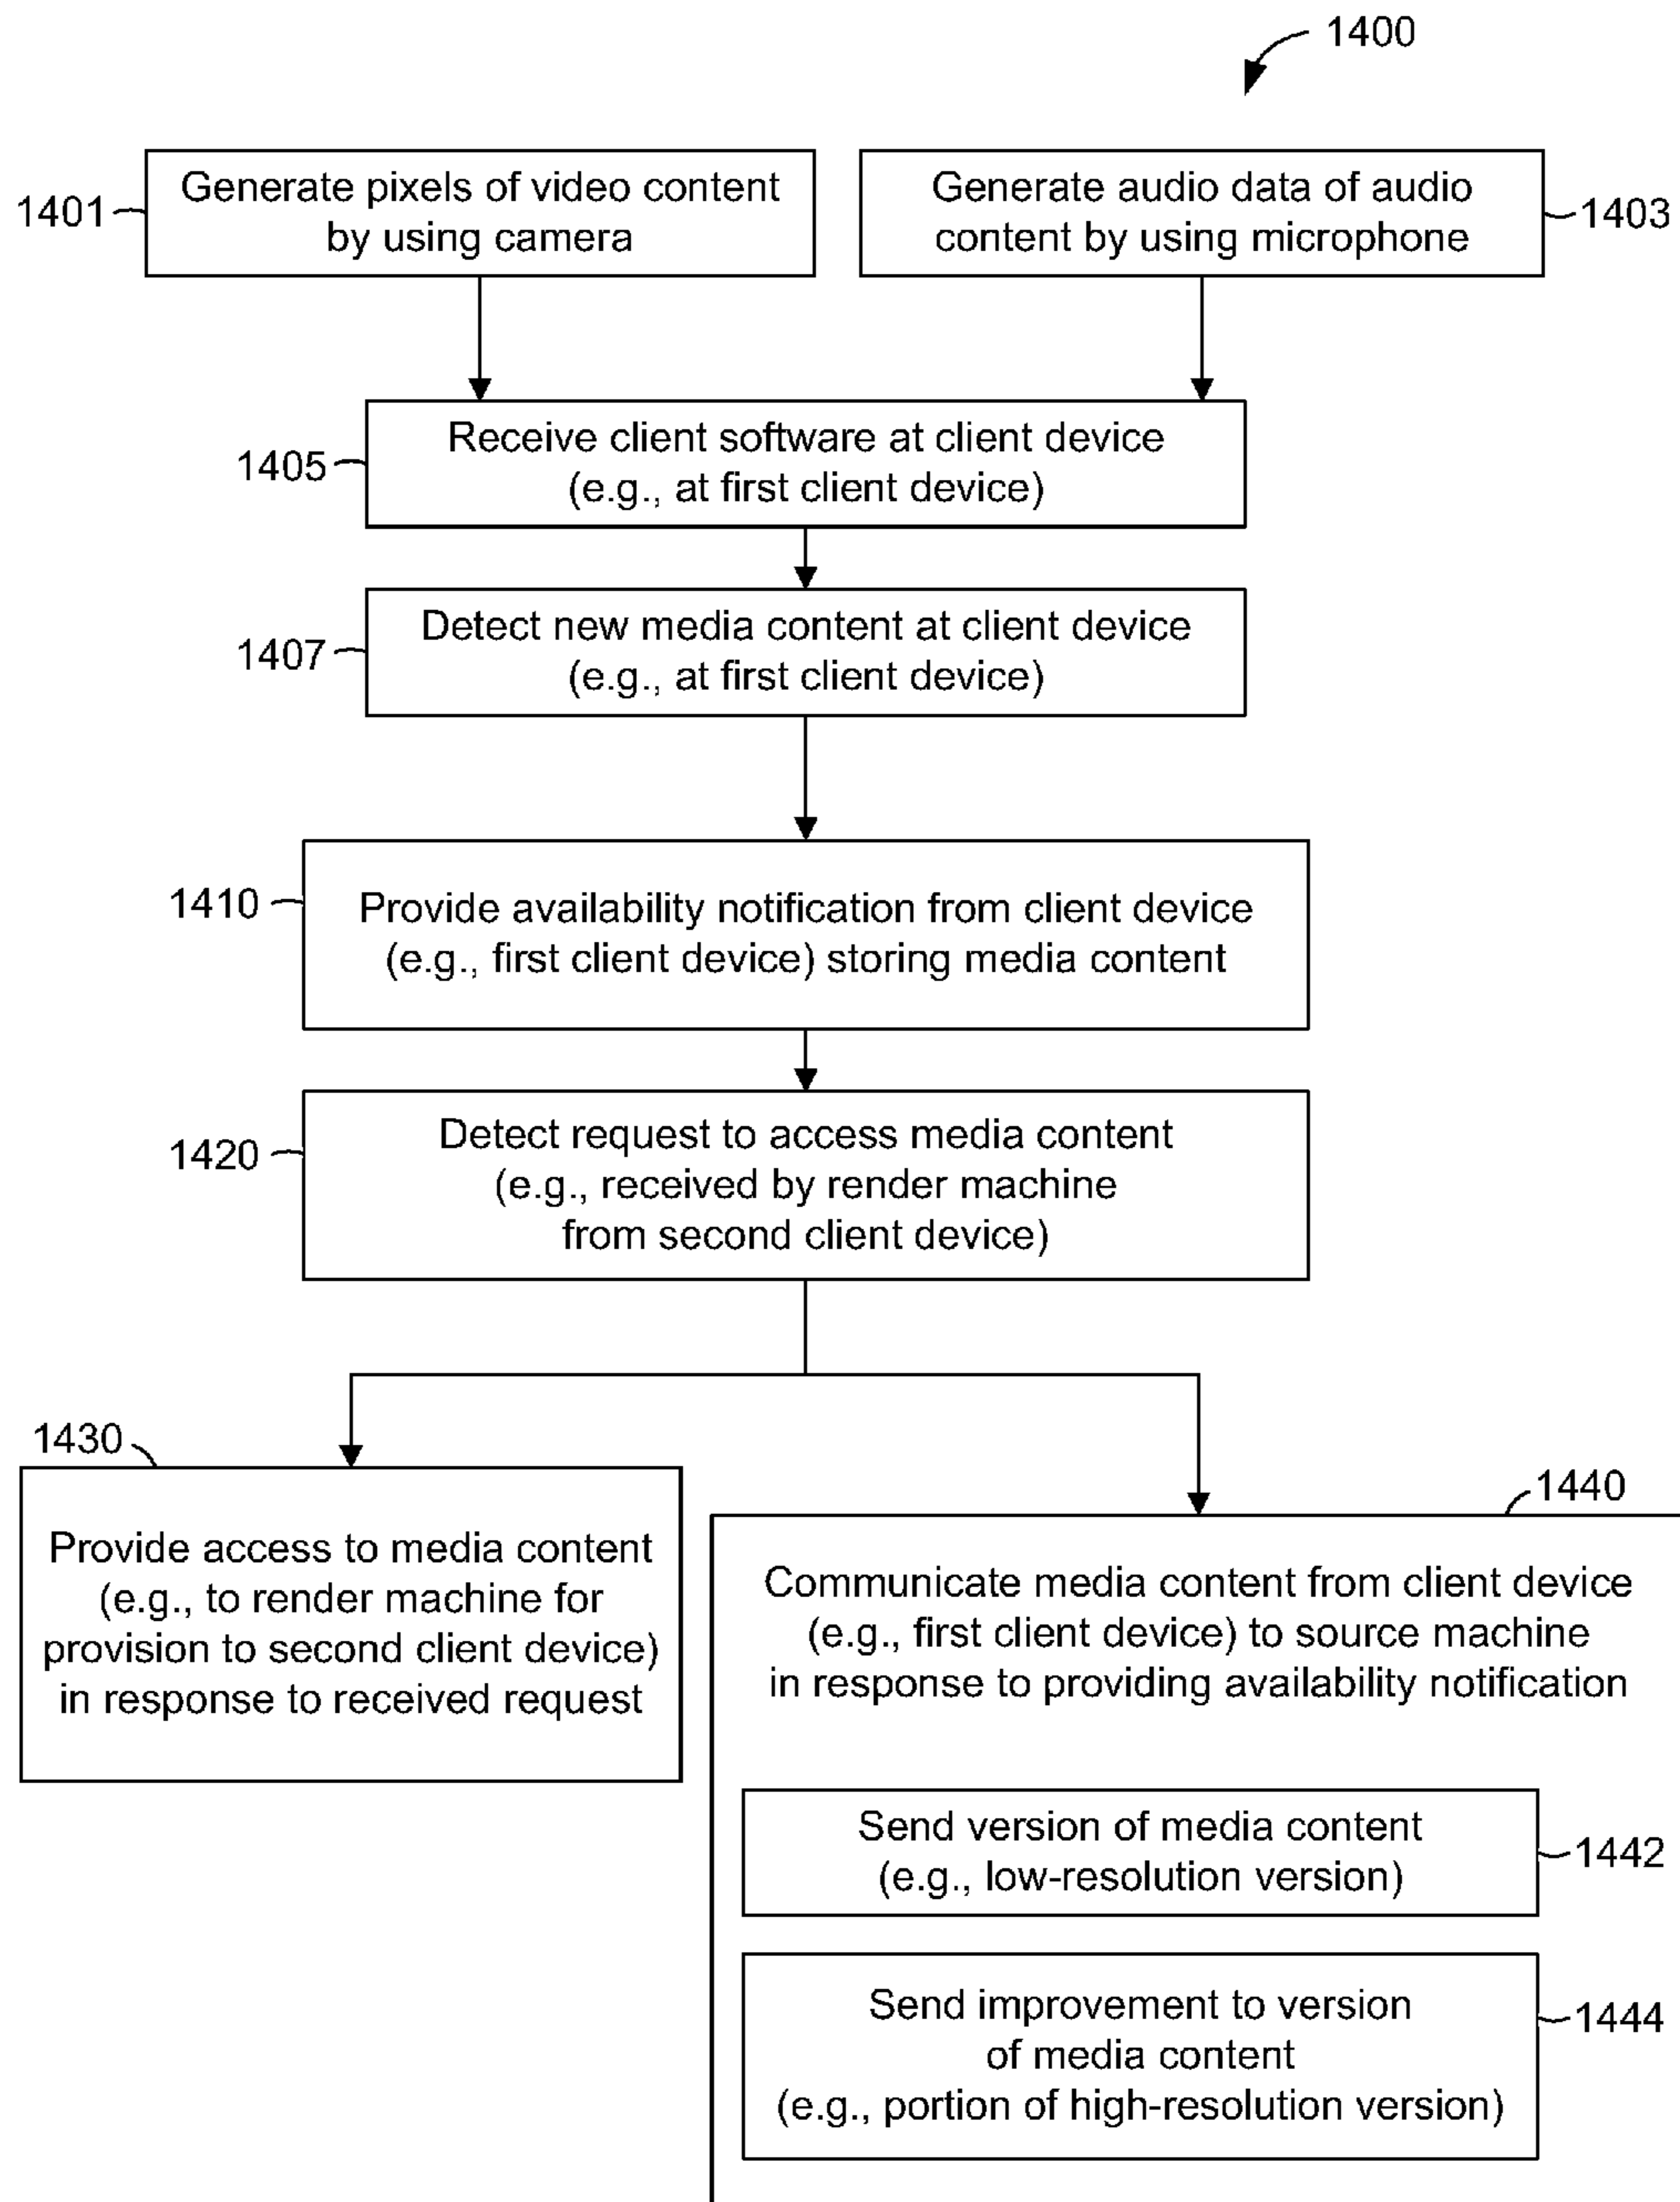 1400
1401
Generate pixels of video content
by using camera
Generate audio data of audio
content by using microphone
1403
1405
Receive client software at client device
(e.g., at first client device)
1407
Detect new media content at client device
(e.g., at first client device)
1410
Provide availability notification from client device
(e.g., first client device) storing media content
1420
Detect request to access media content
(e.g., received by render machine
from second client device)
1430
Provide access to media content
(e.g., to render machine for
provision to second client device)
in response to received request
1440
Communicate media content from client device
(e.g., first client device) to source machine
in response to providing availability notification
Send version of media content
(e.g., low-resolution version)
1442
Send improvement to version
of media content
(e.g., portion of high-resolution version)
1444